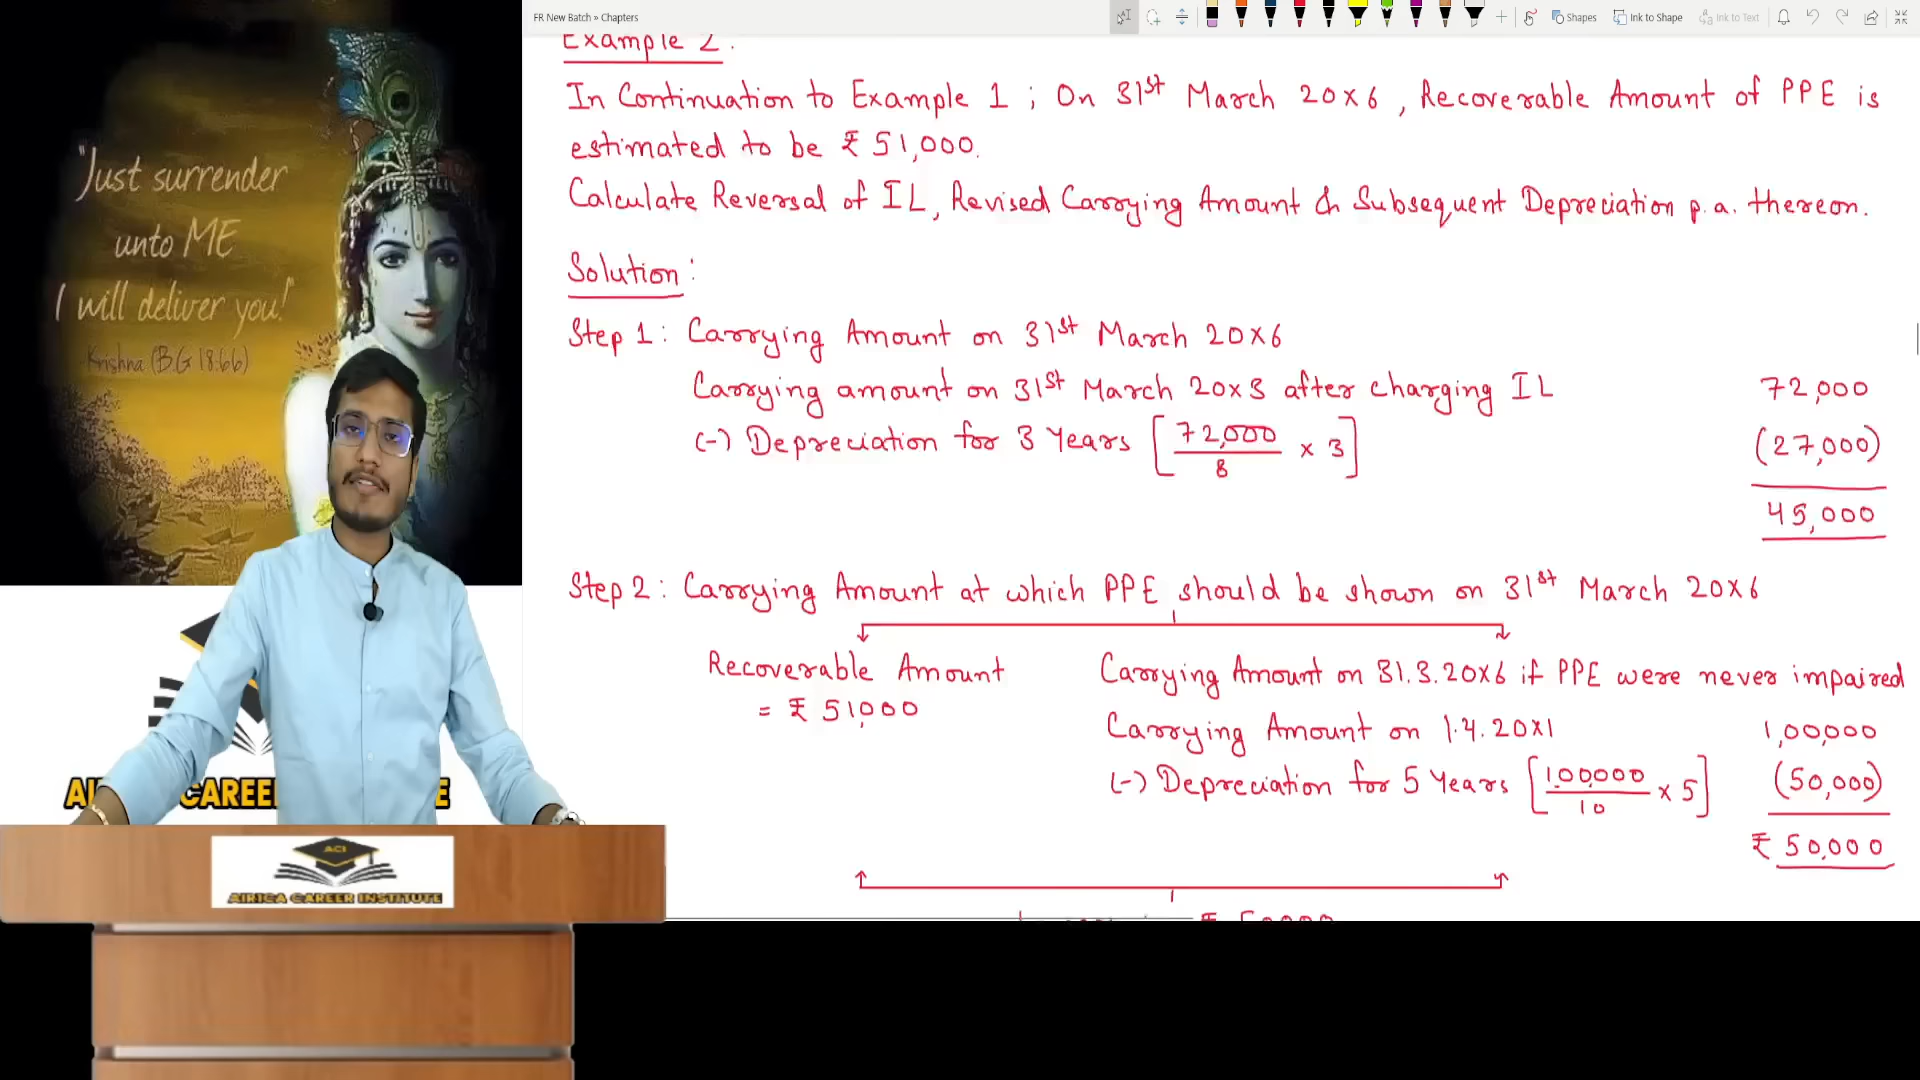 "Just surrender
unto ME
I will deliver you!"
- Krishna (B.G 18.66)
ACI
AIRICA CAREER INSTITUTE
FR New Batch » Chapters
Shapes
Ink to Shape
Ink to Text
Example 2 :
In Continuation to Example 1 ; On 31st March 20X6 , Recoverable Amount of PPE is
estimated to be ₹ 51,000.
Calculate Reversal of IL, Revised Carrying Amount & Subsequent Depreciation p.a. thereon.
Solution :
Step 1 : Carrying Amount on 31st March 20X6
Carrying amount on 31st March 20X3 after charging IL 72,000
(-) Depreciation for 3 Years [72,000/8 x 3] (27,000)
45,000
Step 2 : Carrying Amount at which PPE should be shown on 31st March 20X6
Recoverable Amount
= ₹ 51,000
Carrying Amount on 31.3.20X6 if PPE were never impaired
Carrying Amount on 1.4.20X1 1,00,000
(-) Depreciation for 5 Years [1,00,000/10 x 5] (50,000)
₹ 50,000